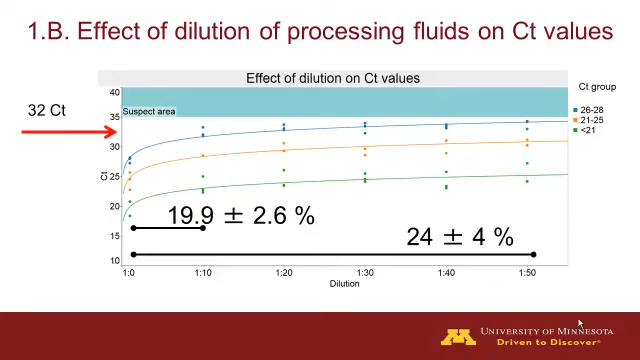 1.B. Effect of dilution of processing fluids on Ct values
Effect of dilution on Ct values
32 Ct
Suspect area
Ct group
26-28
21-25
<21
Ct
40
35
30
25
20
15
10
19.9 ± 2.6 %
24 ± 4 %
1:0 1:10 1:20 1:30 1:40 1:50
Dilution
M UNIVERSITY OF MINNESOTA
Driven to Discover®